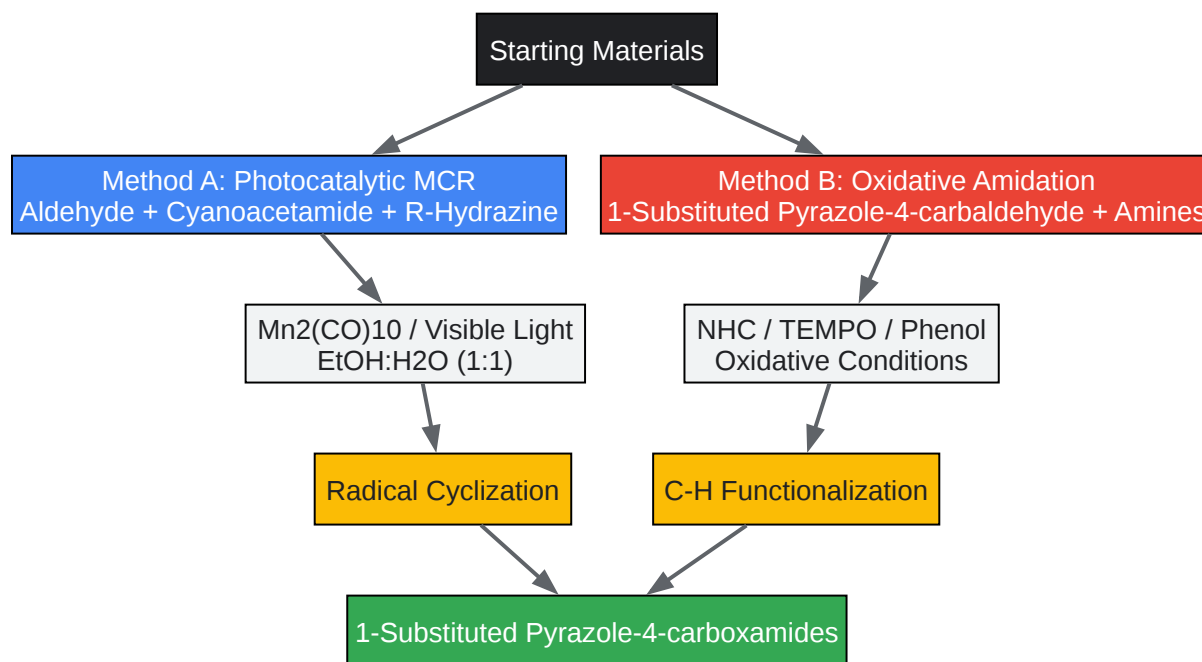 Starting Materials
Method A: Photocatalytic MCR
Aldehyde + Cyanoacetamide + R-Hydrazine
Method B: Oxidative Amidation
1-Substituted Pyrazole-4-carbaldehyde + Amines
Mn2(CO)10 / Visible Light
EtOH:H2O (1:1)
NHC / TEMPO / Phenol
Oxidative Conditions
Radical Cyclization
C-H Functionalization
1-Substituted Pyrazole-4-carboxamides